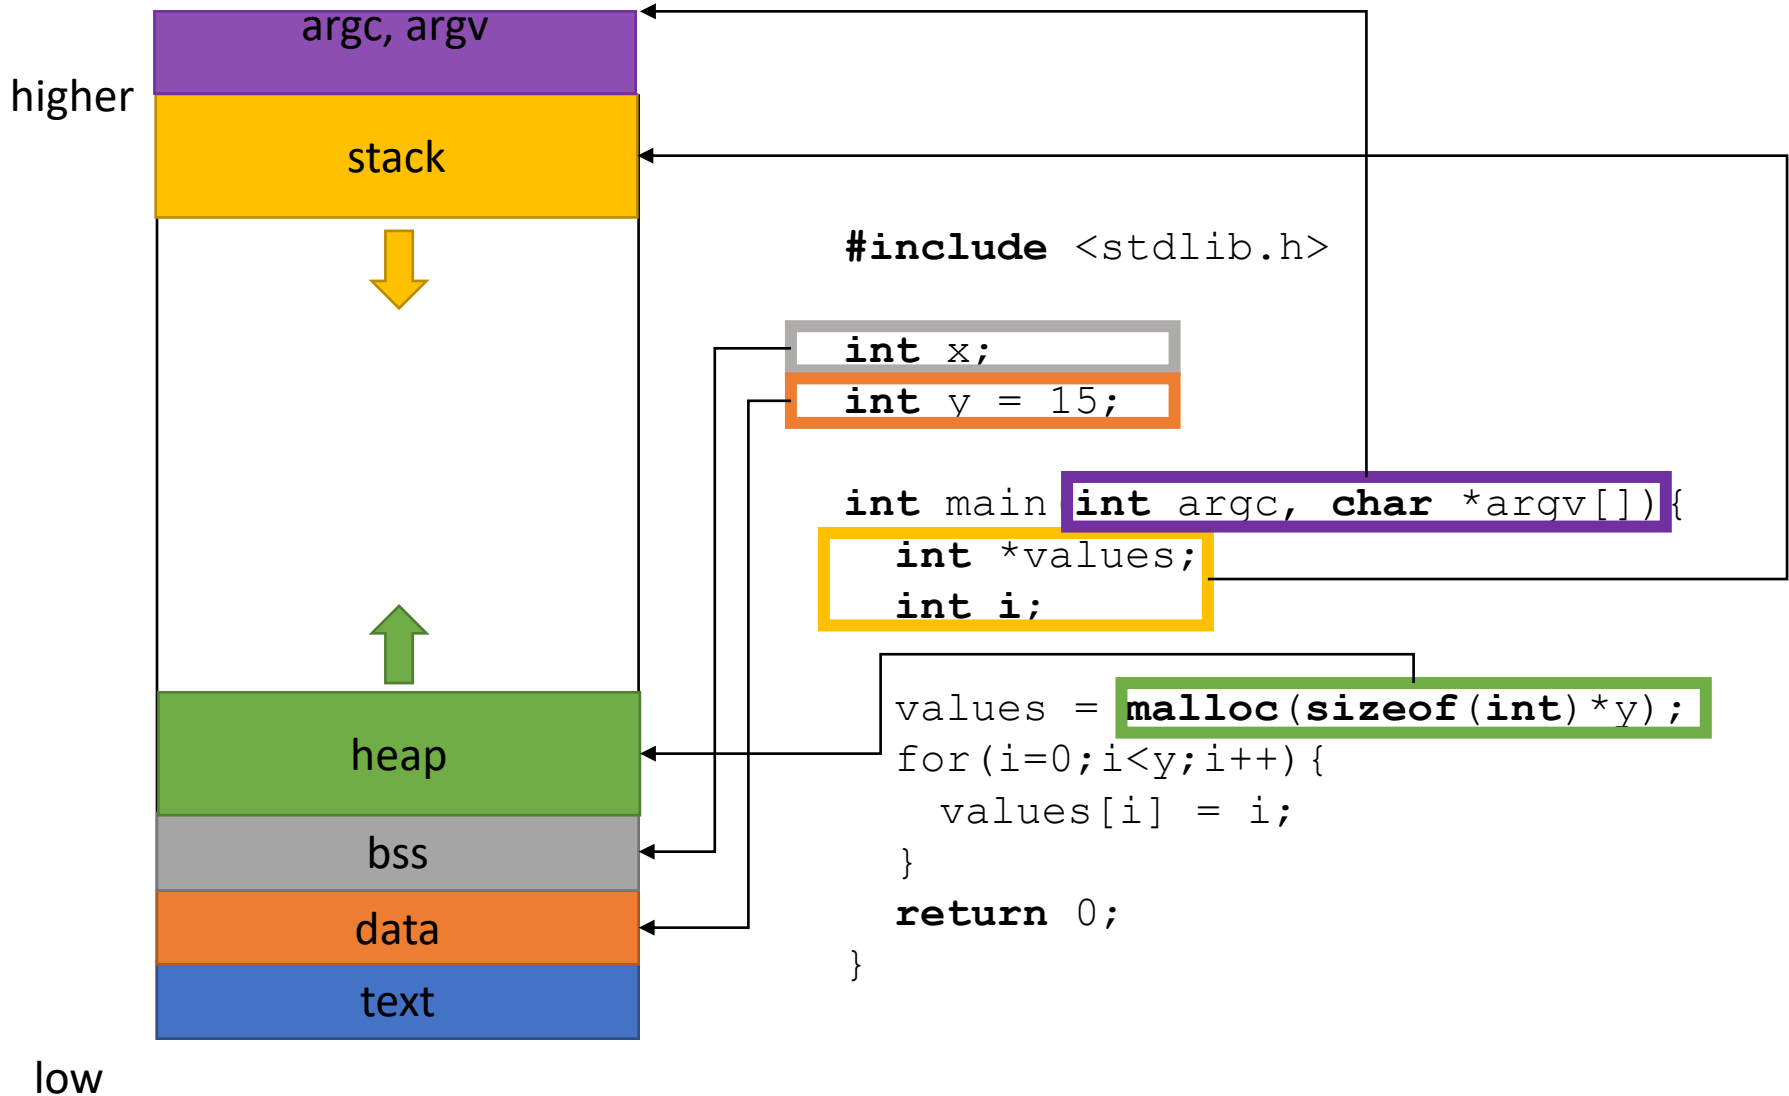 argc, argv
higher
stack
heap
bss
data
text
low
#include <stdlib.h>
int x;
int y = 15;
int main(int argc, char *argv[]){
int *values;
int i;
values = malloc(sizeof(int)*y);
for(i=0;i<y;i++){
values[i] = i;
}
return 0;
}